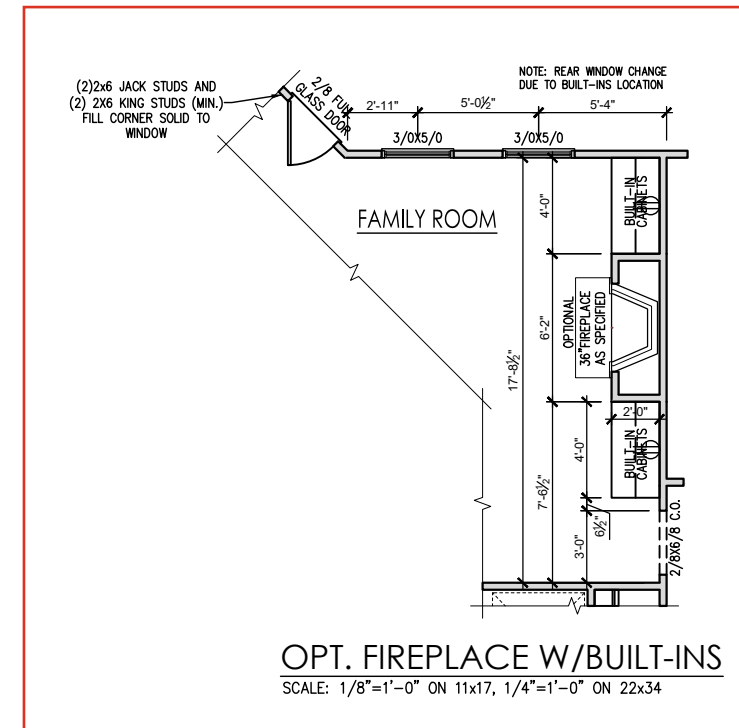 NOTE: REAR WINDOW CHANGE
DUE TO BUILT-INS LOCATION
(2)2x6 JACK STUDS AND
(2) 2X6 KING STUDS (MIN.)
FILL CORNER SOLID TO
WINDOW
2/8 FULL
GLASS DOOR
2'-11"
5'-0½"
5'-4"
3/0X5/0
3/0X5/0
FAMILY ROOM
4'-0"
BUILT-IN
CABINETS
6'-2"
OPTIONAL
36"FIREPLACE
AS SPECIFIED
17'-8½"
2'-0"
4'-0"
BUILT-IN
CABINETS
7'-6½"
6½"
3'-0"
2/8X6/8 C.O.
OPT. FIREPLACE W/BUILT-INS
SCALE: 1/8"=1'-0" ON 11x17, 1/4"=1'-0" ON 22x34